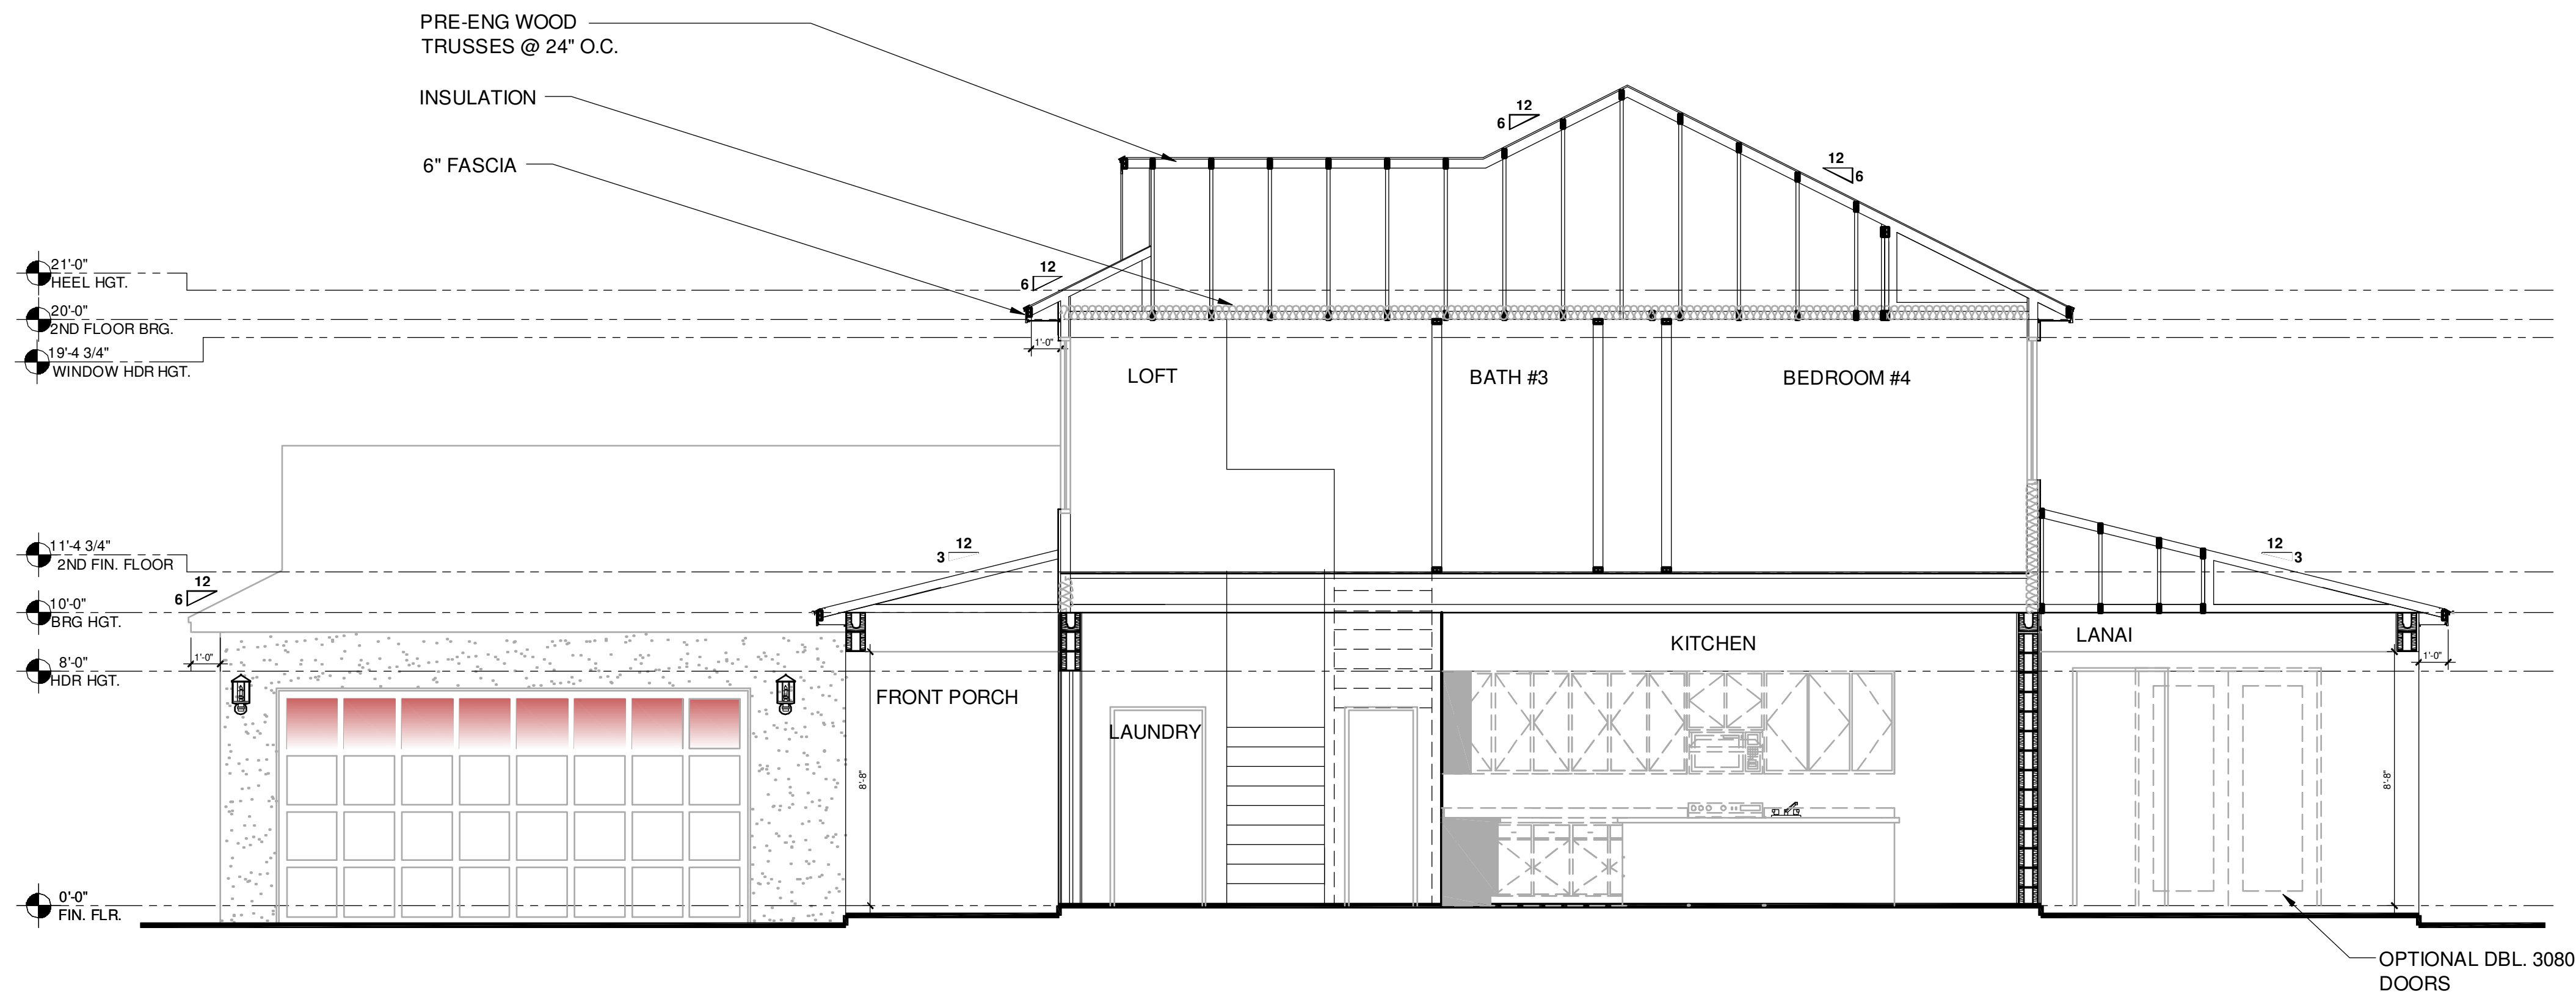 PRE-ENG WOOD
TRUSSES @ 24" O.C.
INSULATION
6" FASCIA
12
6
12
6
12
6
21'-0"
HEEL HGT.
20'-0"
2ND FLOOR BRG.
19'-4 3/4"
WINDOW HDR HGT.
1'-0"
LOFT
BATH #3
BEDROOM #4
11'-4 3/4"
2ND FIN. FLOOR
12
3
12
3
12
6
10'-0"
BRG HGT.
8'-0"
HDR HGT.
1'-0"
KITCHEN
LANAI
1'-0"
FRONT PORCH
LAUNDRY
8'-8"
8'-8"
0'-0"
FIN. FLR.
OPTIONAL DBL. 3080
DOORS